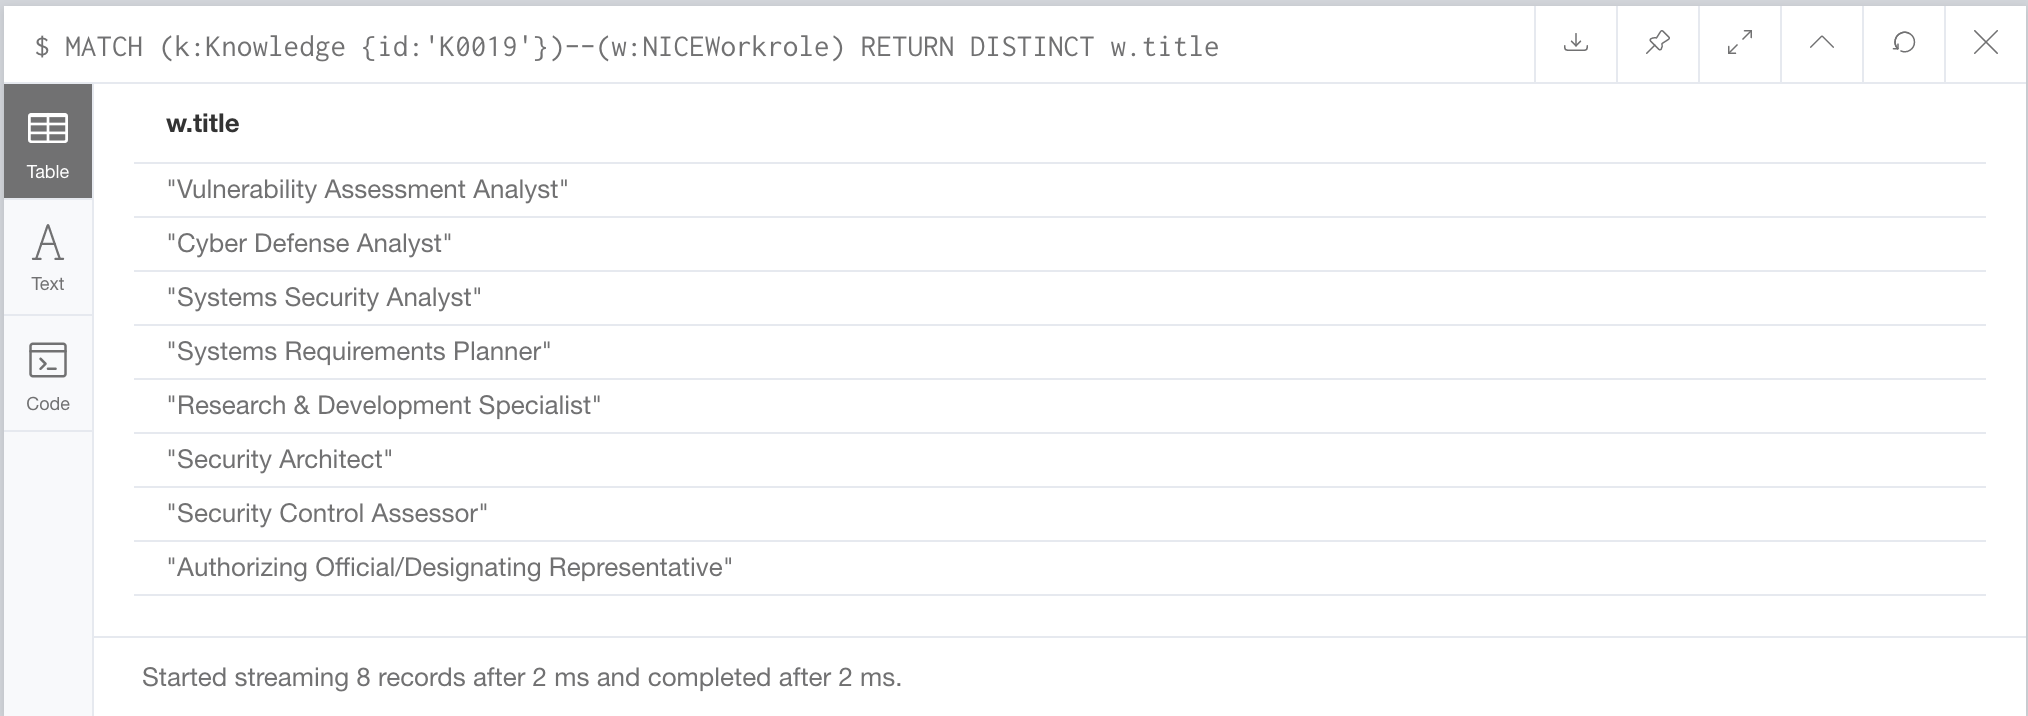 $ MATCH (k:Knowledge {id:'K0019'})--(w:NICEWorkrole) RETURN DISTINCT w.title
Table
Text
Code
w.title
"Vulnerability Assessment Analyst"
"Cyber Defense Analyst"
"Systems Security Analyst"
"Systems Requirements Planner"
"Research & Development Specialist"
"Security Architect"
"Security Control Assessor"
"Authorizing Official/Designating Representative"
Started streaming 8 records after 2 ms and completed after 2 ms.